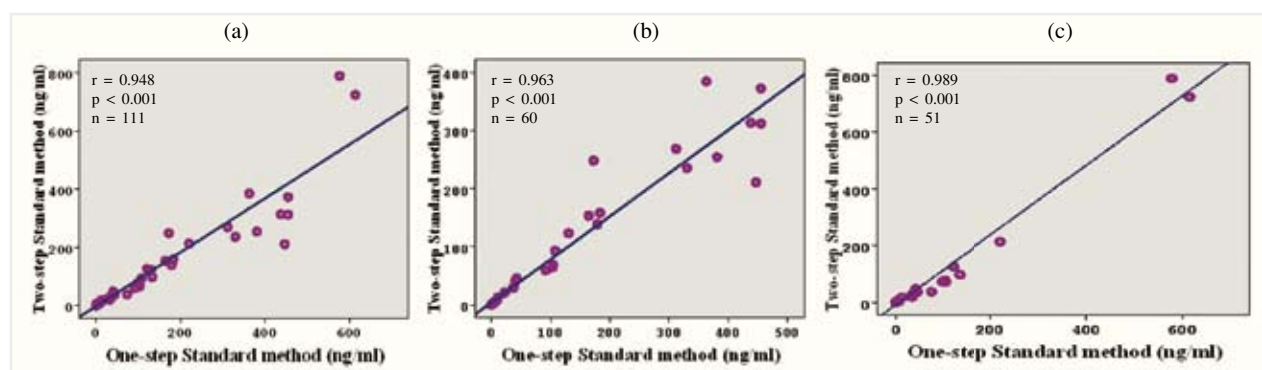 (a)
r = 0.948
p < 0.001
n = 111
Two-step Standard method (ng/ml)
800
600
400
200
0
0 200 400 600
One-step Standard method (ng/ml)
(b)
r = 0.963
p < 0.001
n = 60
Two-step Standard method (ng/ml)
400
300
200
100
0
0 100 200 300 400 500
One-step Standard method (ng/ml)
(c)
r = 0.989
p < 0.001
n = 51
Two-step Standard method (ng/ml)
800
600
400
200
0
0 200 400 600
One-step Standard method (ng/ml)